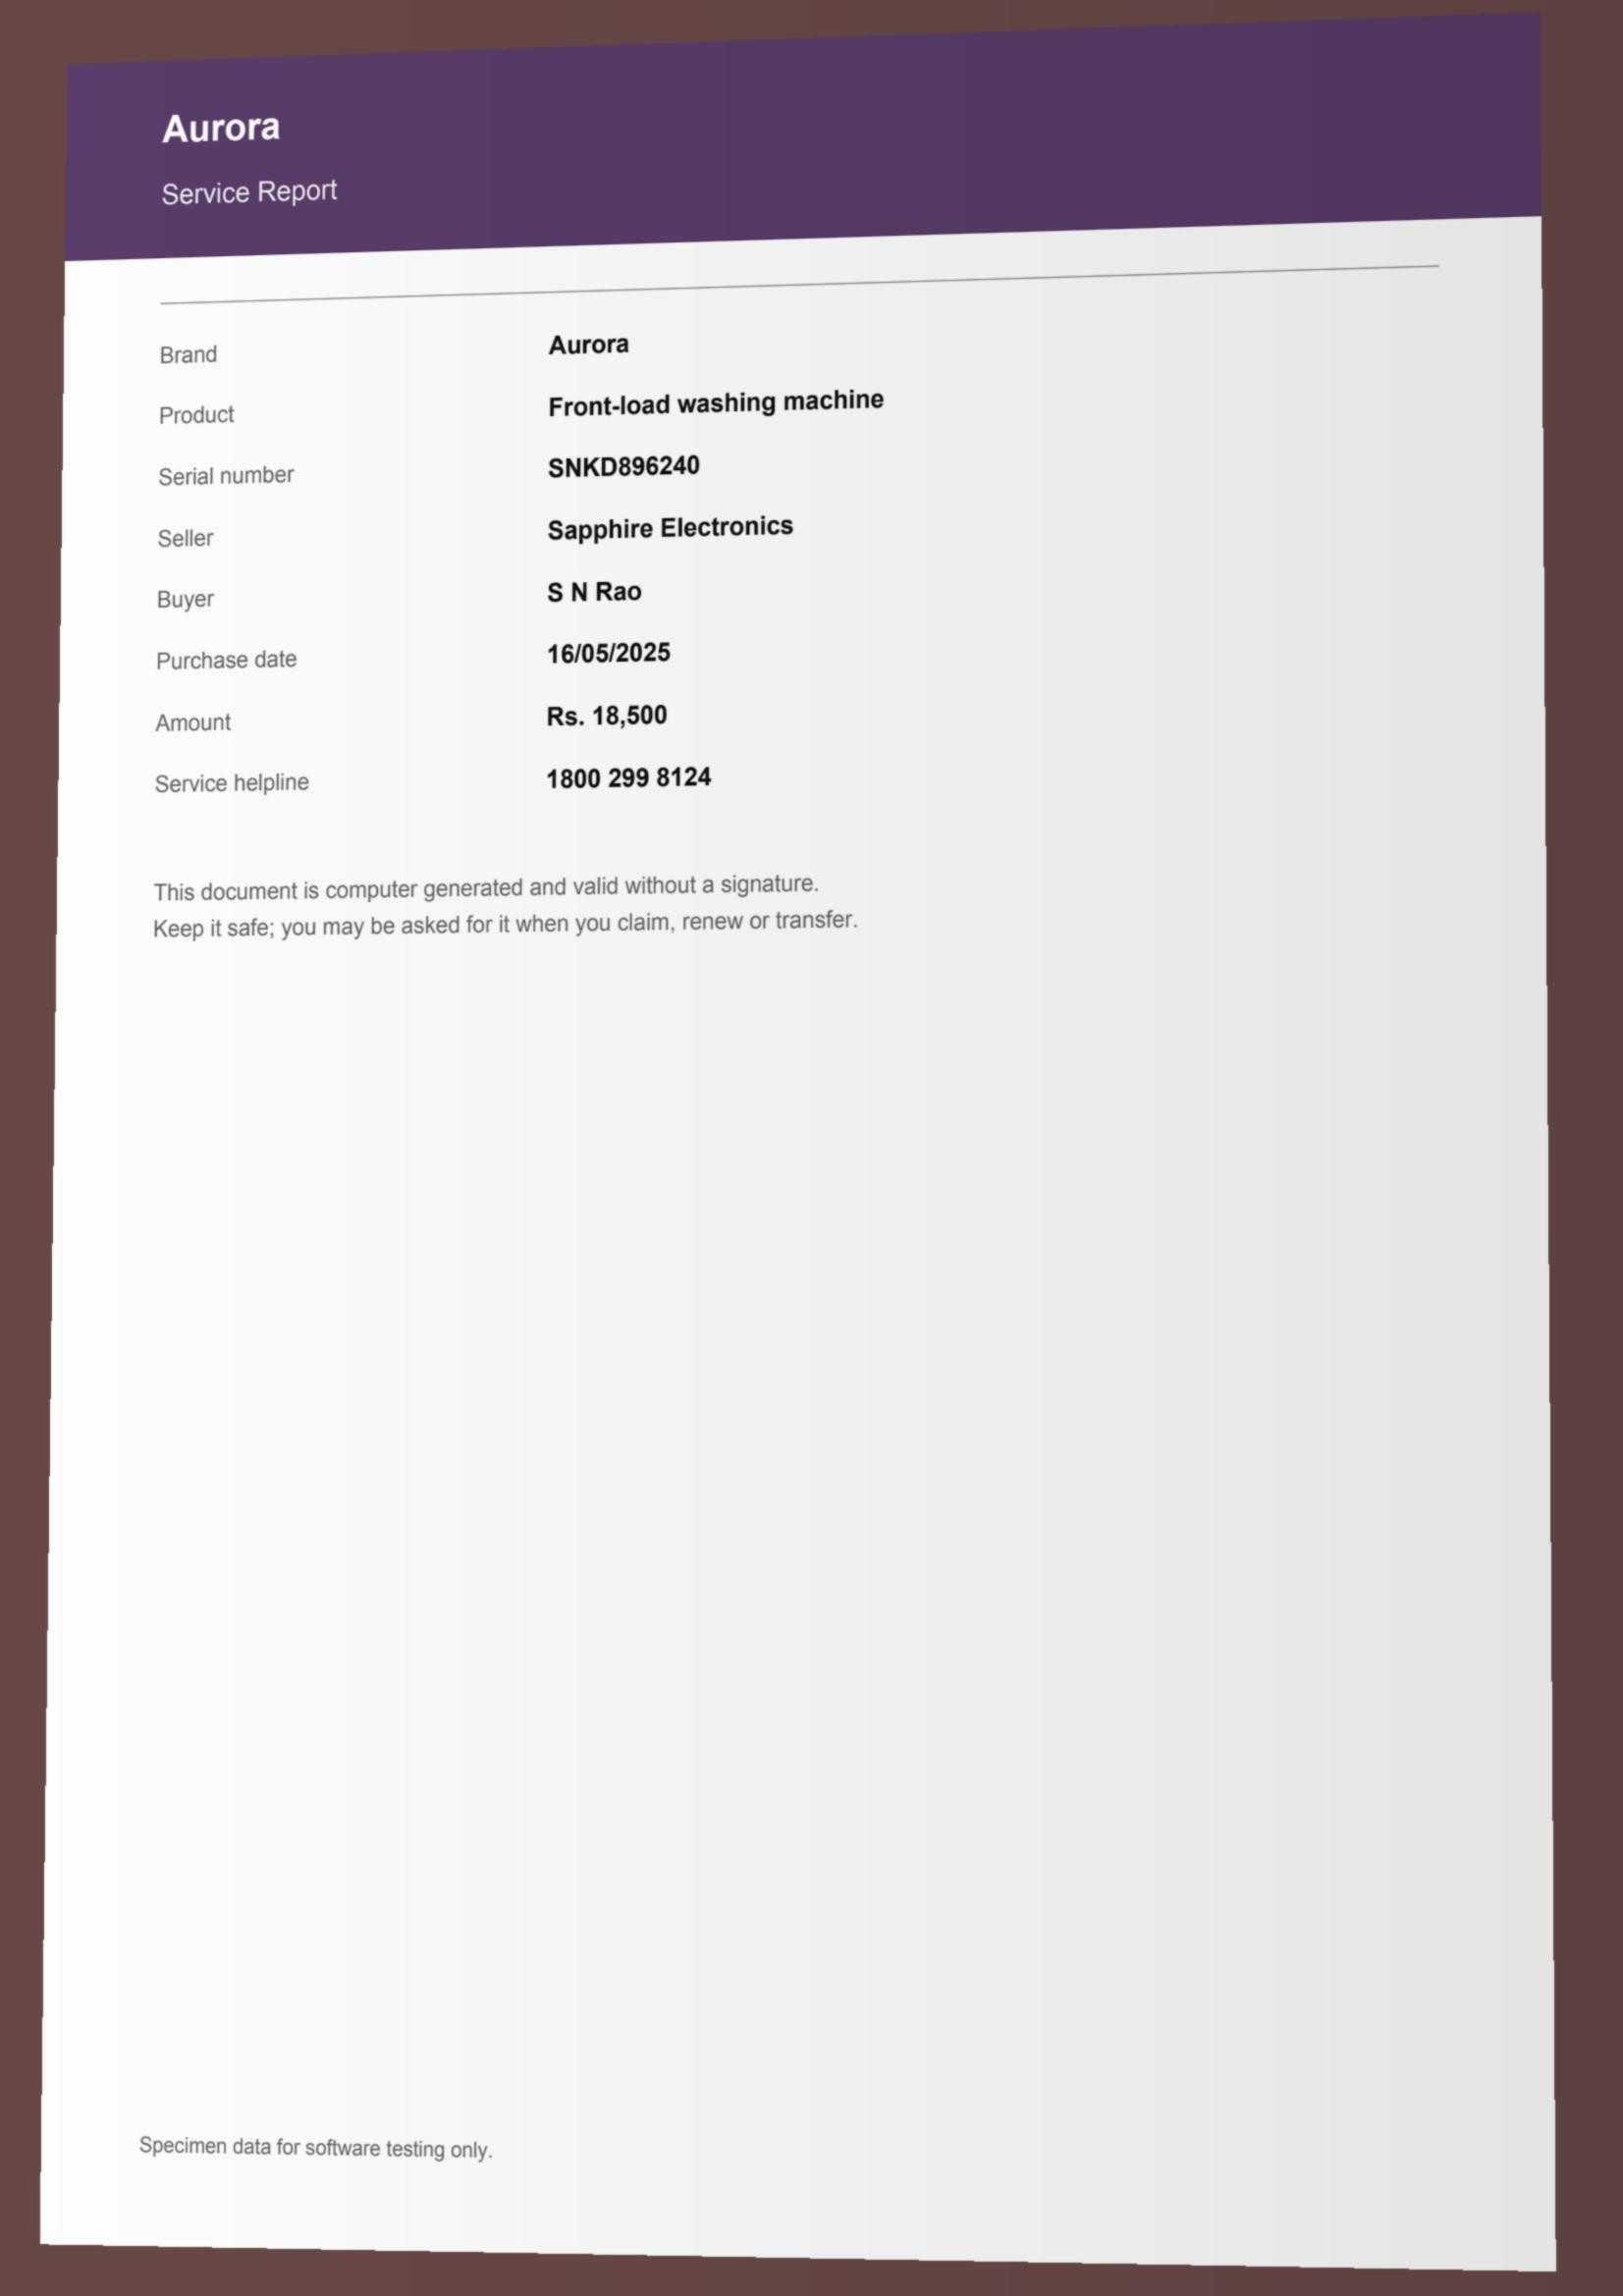 Aurora
Service Report
Brand Aurora
Product Front-load washing machine
Serial number SNKD896240
Seller Sapphire Electronics
Buyer S N Rao
Purchase date 16/05/2025
Amount Rs. 18,500
Service helpline 1800 299 8124
This document is computer generated and valid without a signature.
Keep it safe; you may be asked for it when you claim, renew or transfer.
Specimen data for software testing only.